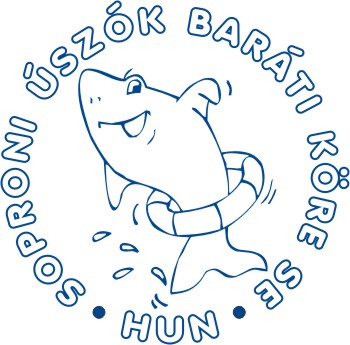 SOPRONI ÚSZÓK BARÁTI KÖRE SE
• HUN •